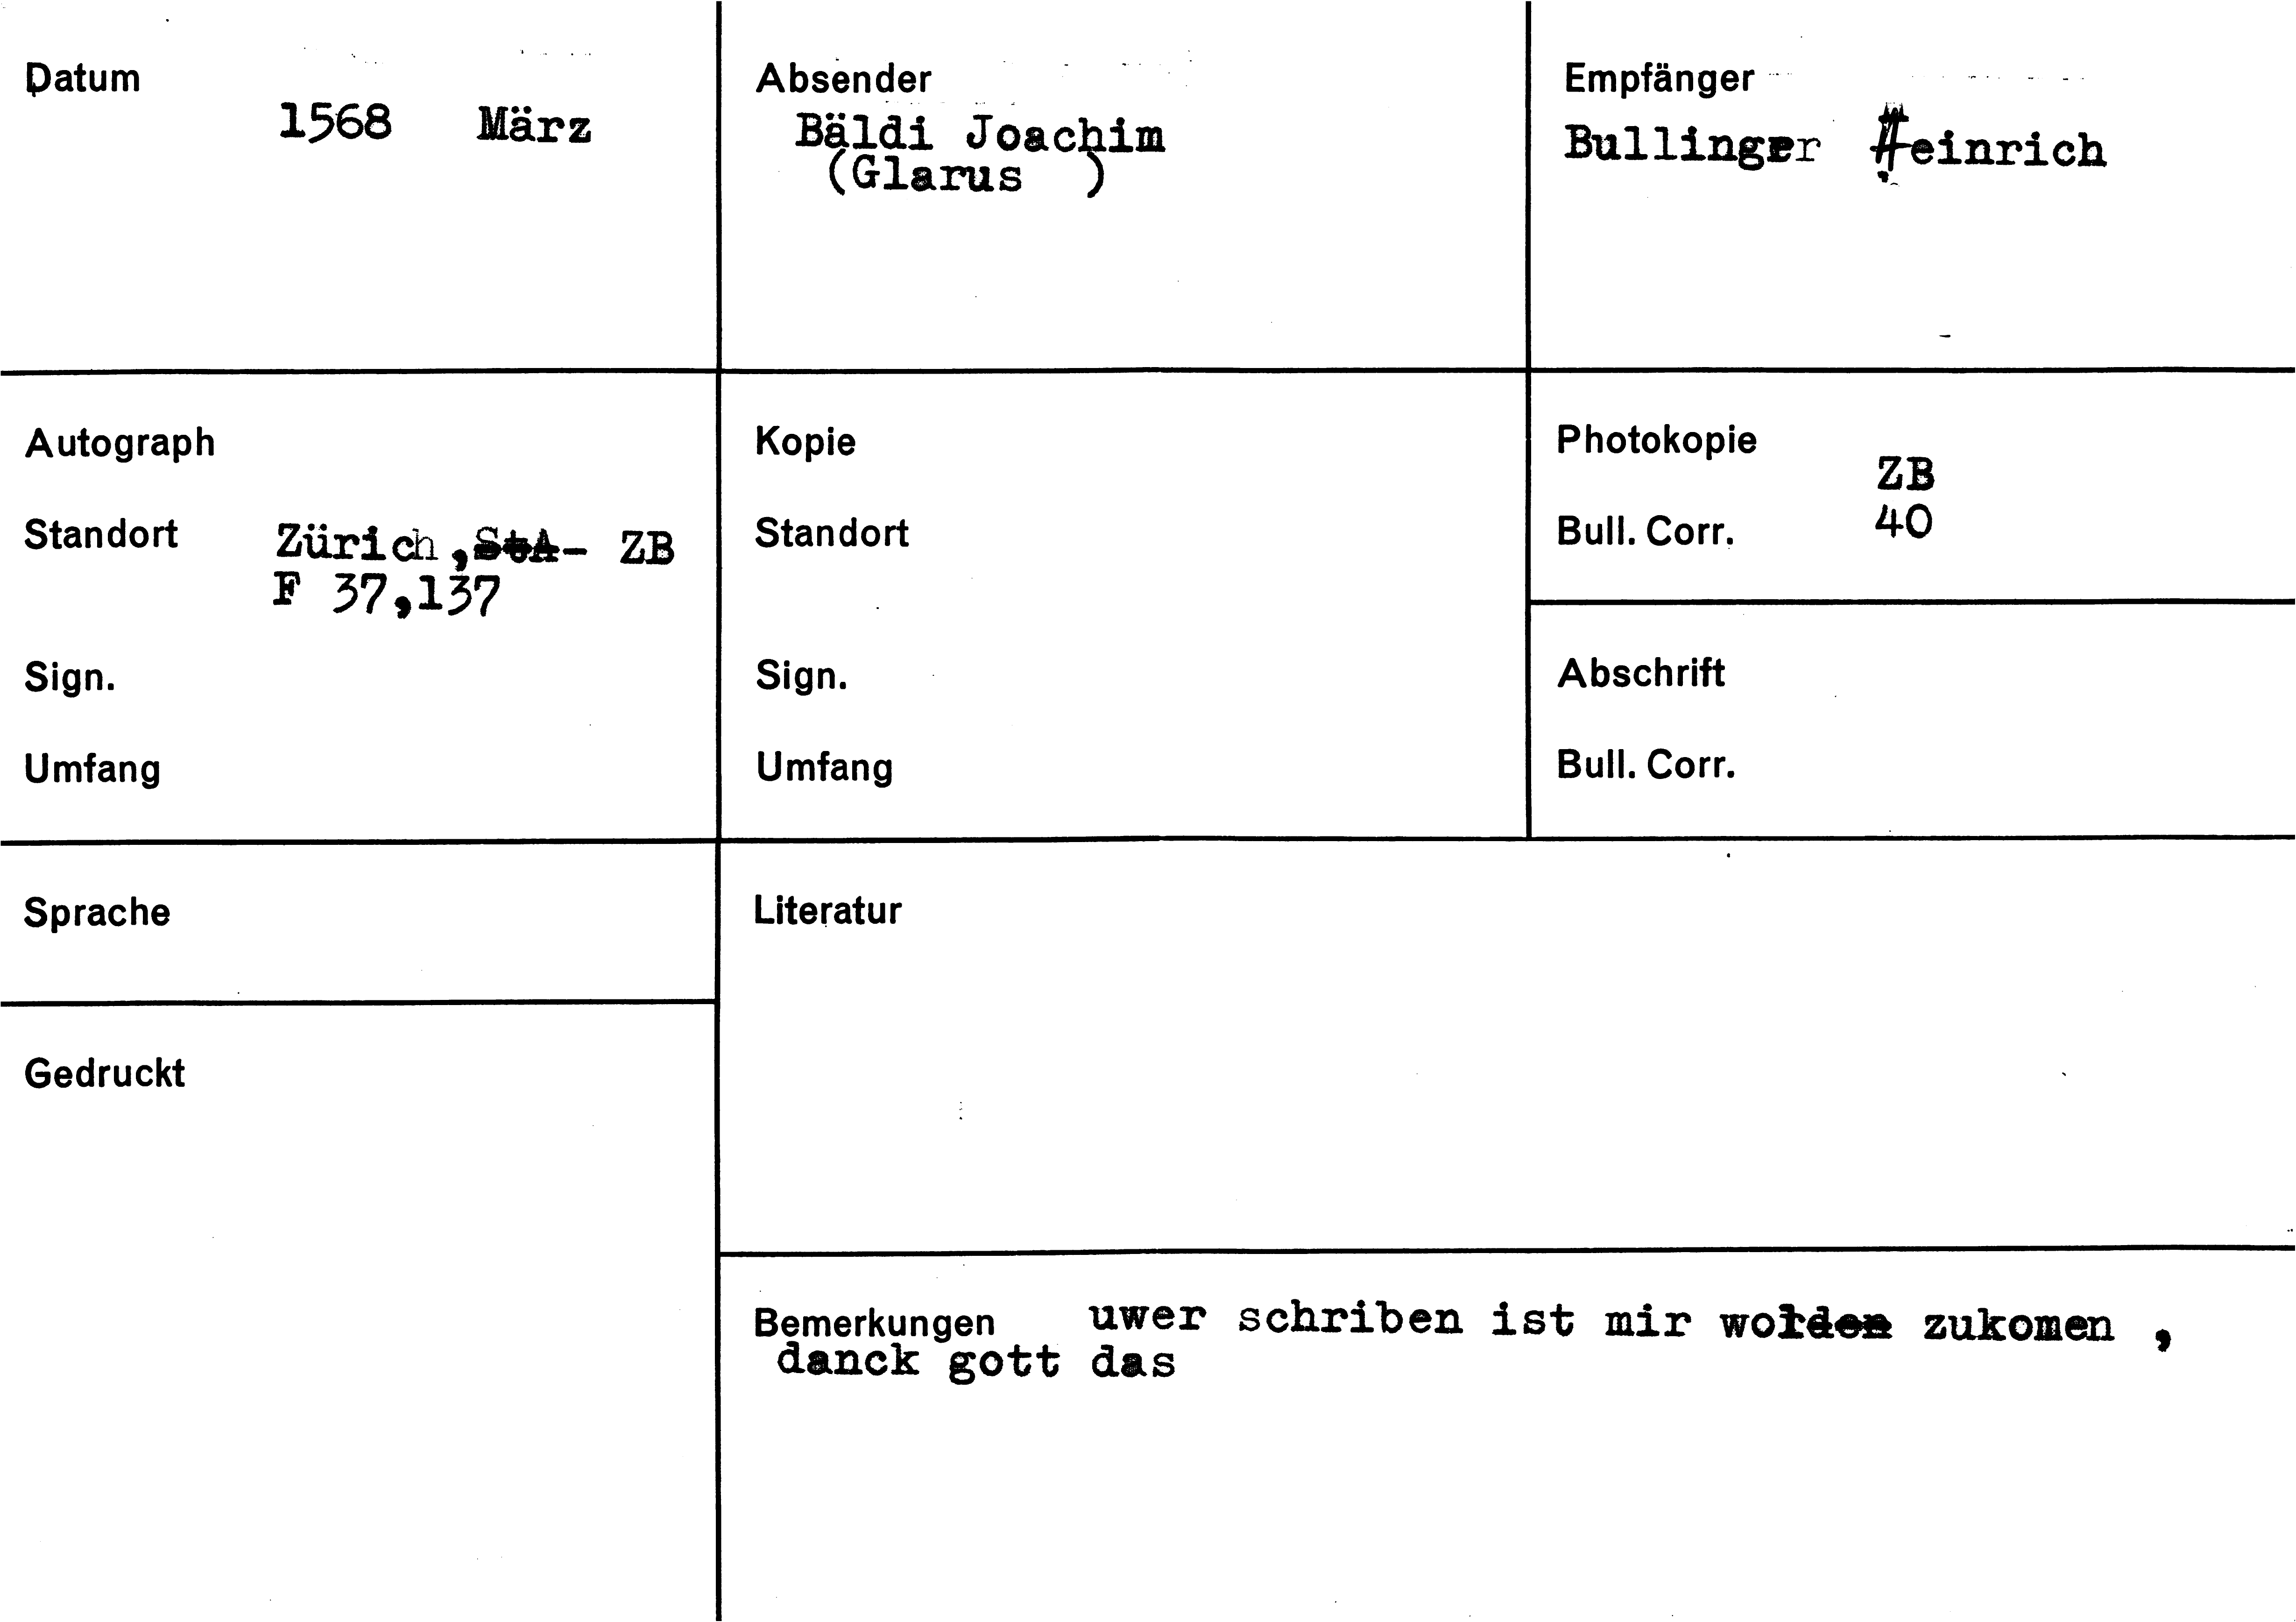 Datum
1568 März
Absender
Bäldi Joachim
(Glarus )
Empfänger
Bullinger Heinrich
Autograph
Standort Zürich, StA- ZB
F 37,137
Sign.
Umfang
Kopie
Standort
Sign.
Umfang
Photokopie
ZB
Bull. Corr. 40
Abschrift
Bull. Corr.
Sprache
Literatur
Gedruckt
Bemerkungen uwer schriben ist mir worden zukomen ,
danck gott das